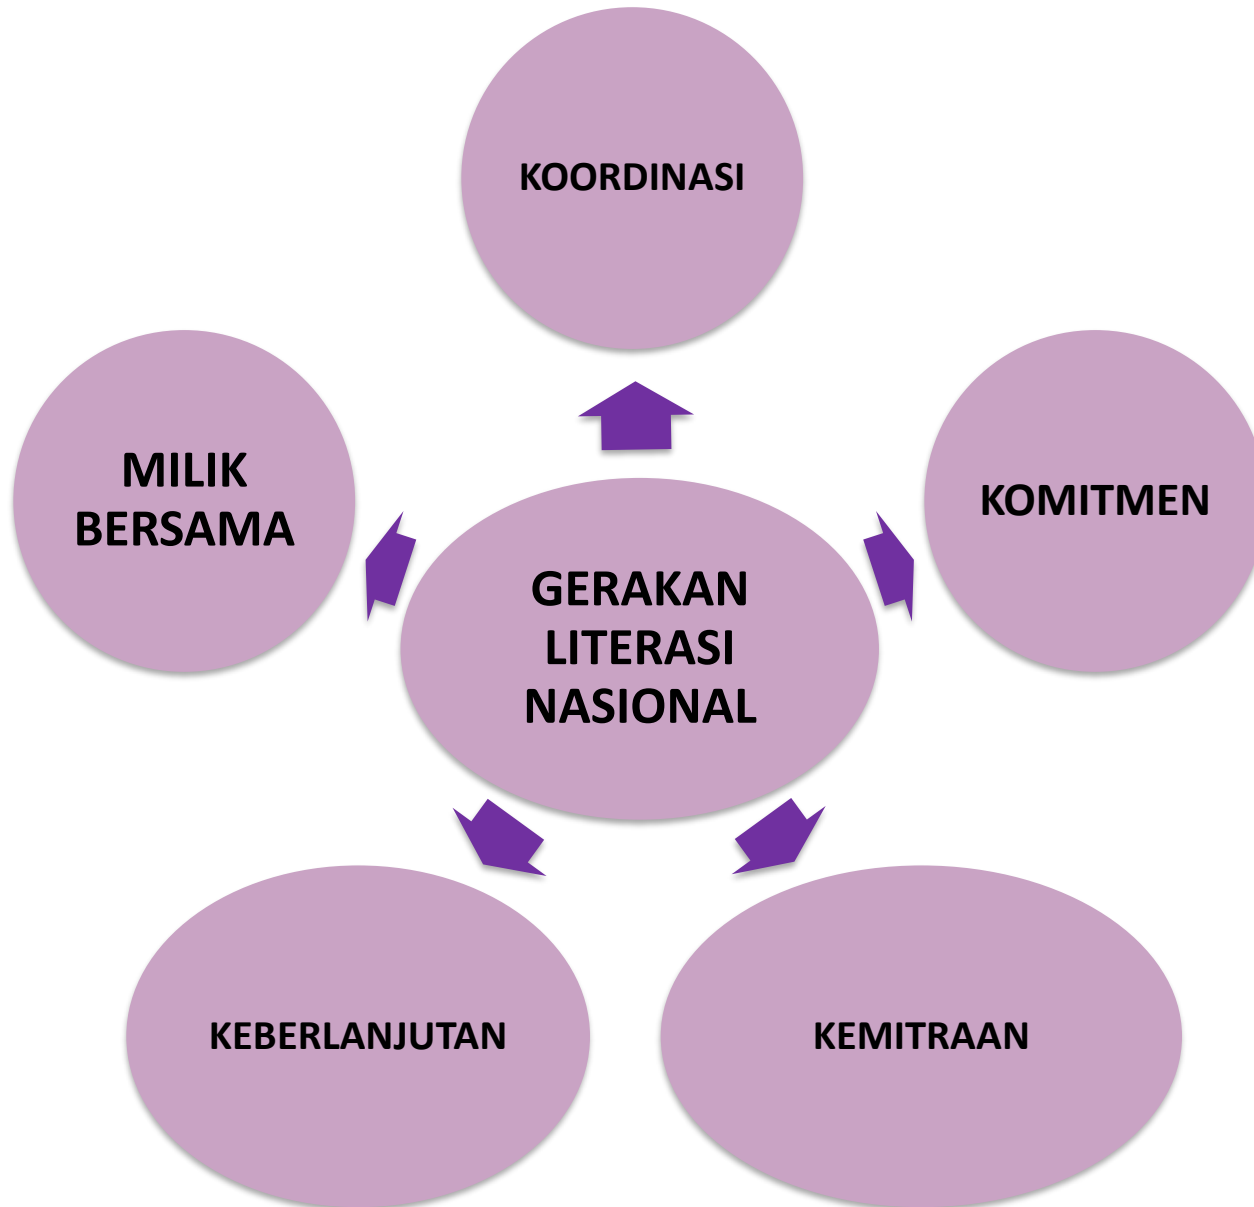 KOORDINASI
MILIK
BERSAMA
KOMITMEN
GERAKAN
LITERASI
NASIONAL
KEBERLANJUTAN
KEMITRAAN